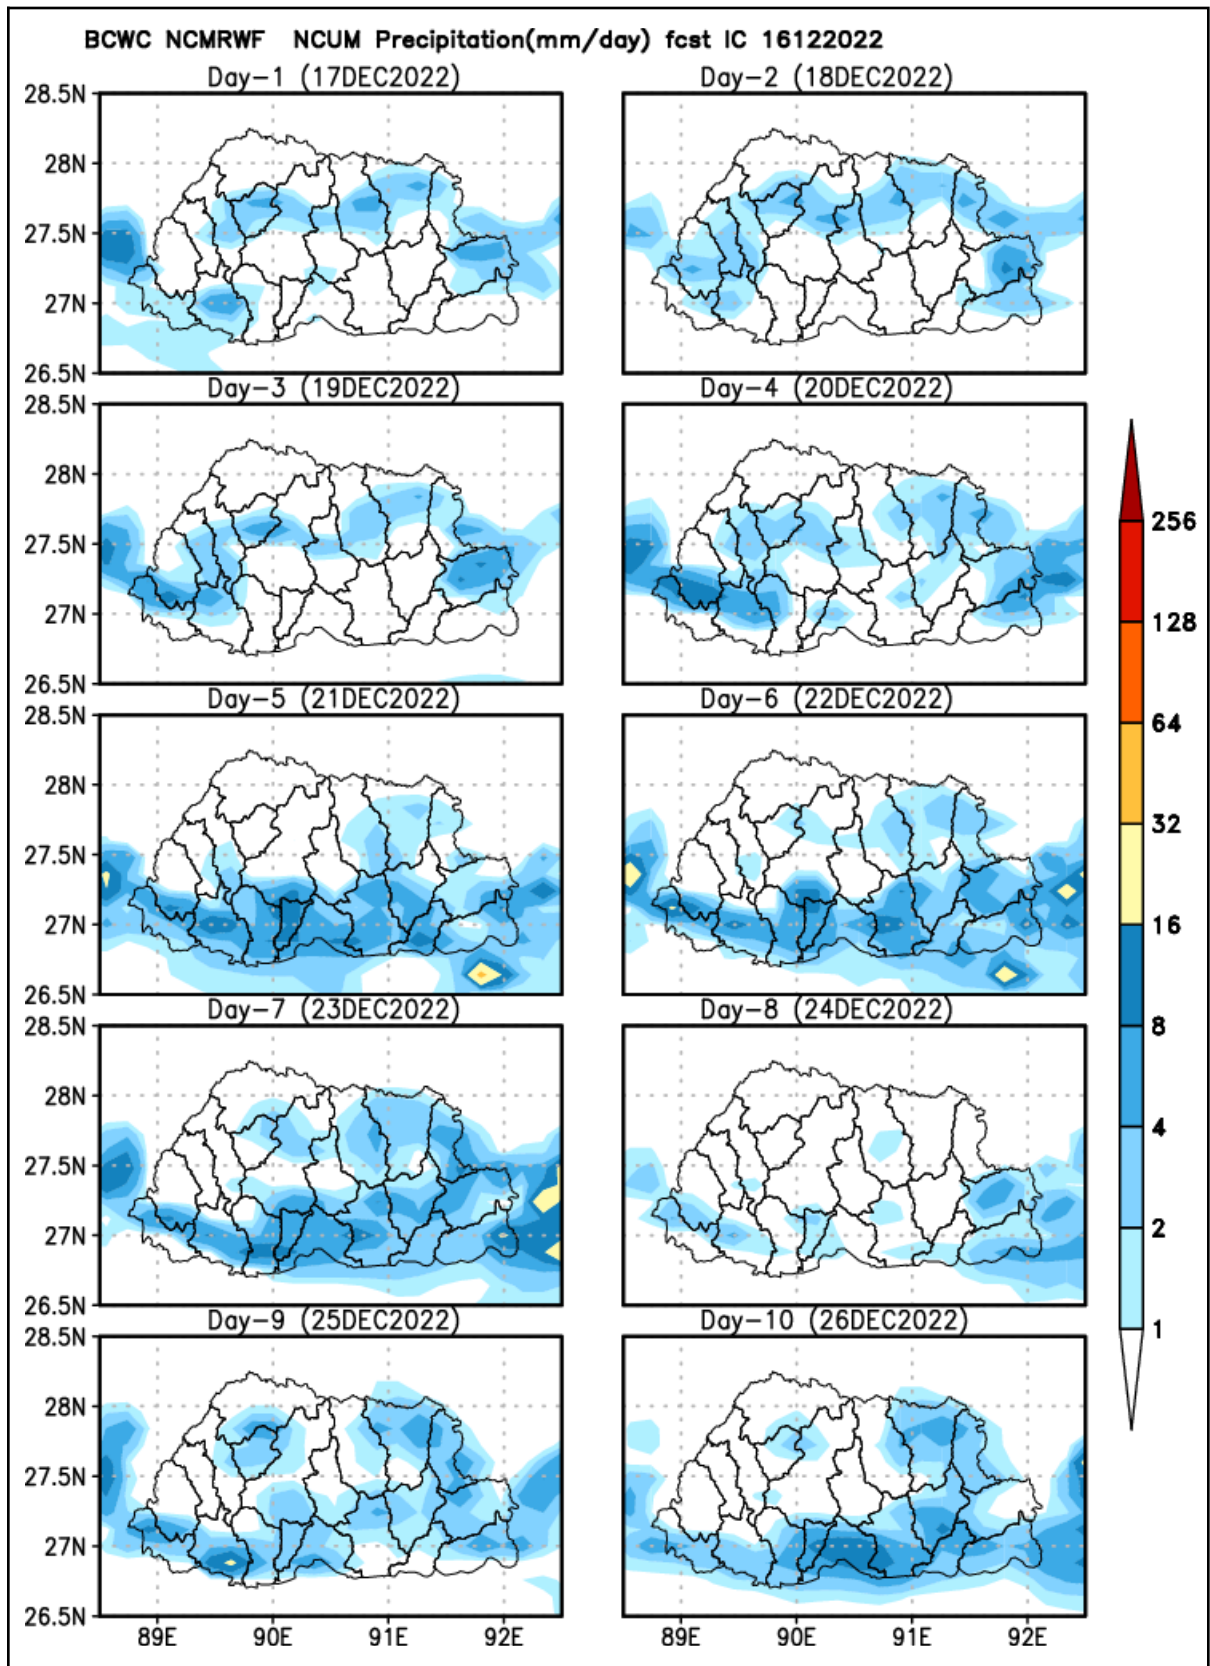 BCWC NCMRWF NCUM Precipitation(mm/day) fcst IC 16122022
Day-1 (17DEC2022) Day-2 (18DEC2022)
28.5N
28N
27.5N
27N
26.5N
Day-3 (19DEC2022) Day-4 (20DEC2022)
28.5N
28N
27.5N
27N
26.5N
Day-5 (21DEC2022) Day-6 (22DEC2022)
28.5N
28N
27.5N
27N
26.5N
Day-7 (23DEC2022) Day-8 (24DEC2022)
28.5N
28N
27.5N
27N
26.5N
Day-9 (25DEC2022) Day-10 (26DEC2022)
28.5N
28N
27.5N
27N
26.5N
89E 90E 91E 92E 89E 90E 91E 92E
256
128
64
32
16
8
4
2
1